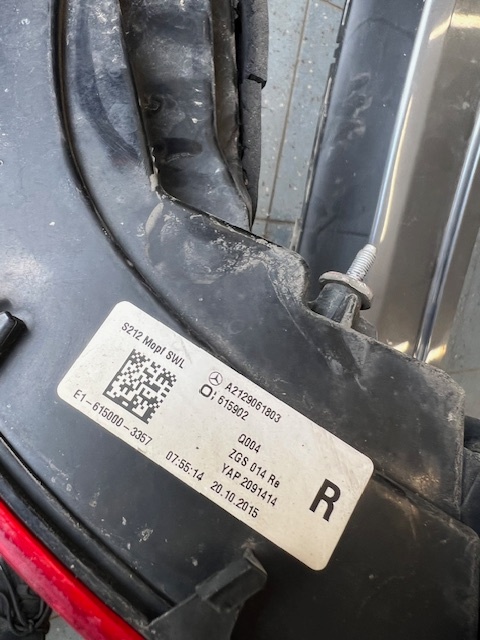 S212 Mopf SWL
A2129061803
O: 615902
Q004
ZGS 014 Re
YAP 2091414
E1-615000-3357
07:55:14 20.10.2015
R